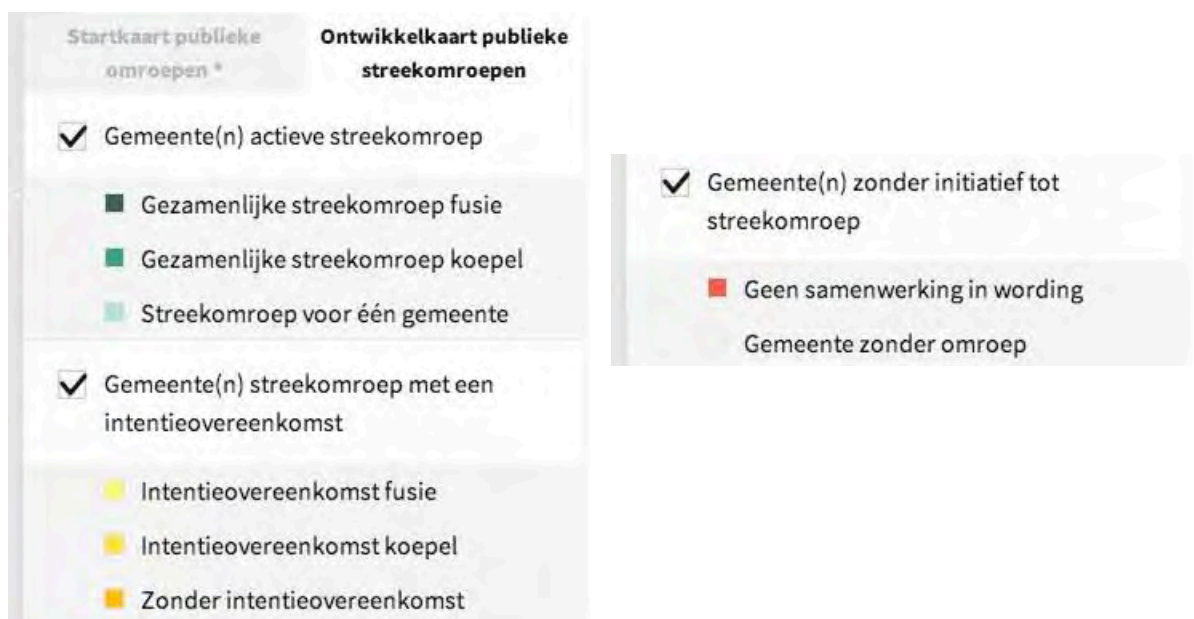 Startkaart publieke
omroepen *
Ontwikkelkaart publieke
streekomroepen
Gemeente(n) actieve streekomroep
Gezamenlijke streekomroep fusie
Gezamenlijke streekomroep koepel
Streekomroep voor één gemeente
Gemeente(n) streekomroep met een
intentieovereenkomst
Intentieovereenkomst fusie
Intentieovereenkomst koepel
Zonder intentieovereenkomst
Gemeente(n) zonder initiatief tot
streekomroep
Geen samenwerking in wording
Gemeente zonder omroep